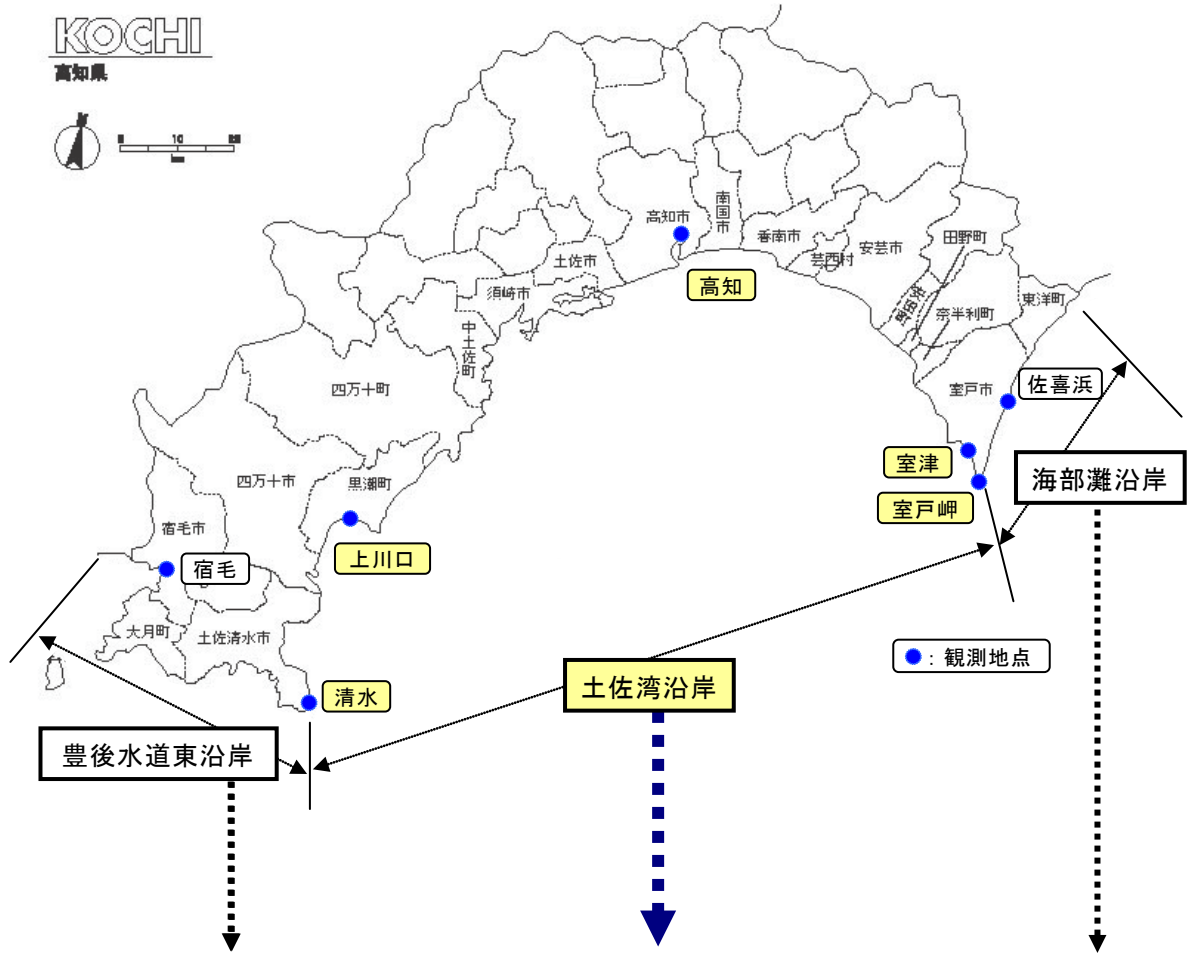 KOCHI
高知県
N
10
km
高知市
南国市
香南市
芸西村
安芸市
田野町
奈半利町
東洋町
土佐市
須崎市
中土佐町
高知
四万十町
室戸市
佐喜浜
室津
室戸岬
海部灘沿岸
四万十市
黒潮町
宿毛市
宿毛
上川口
大月町
土佐清水市
清水
●：観測地点
土佐湾沿岸
豊後水道東沿岸